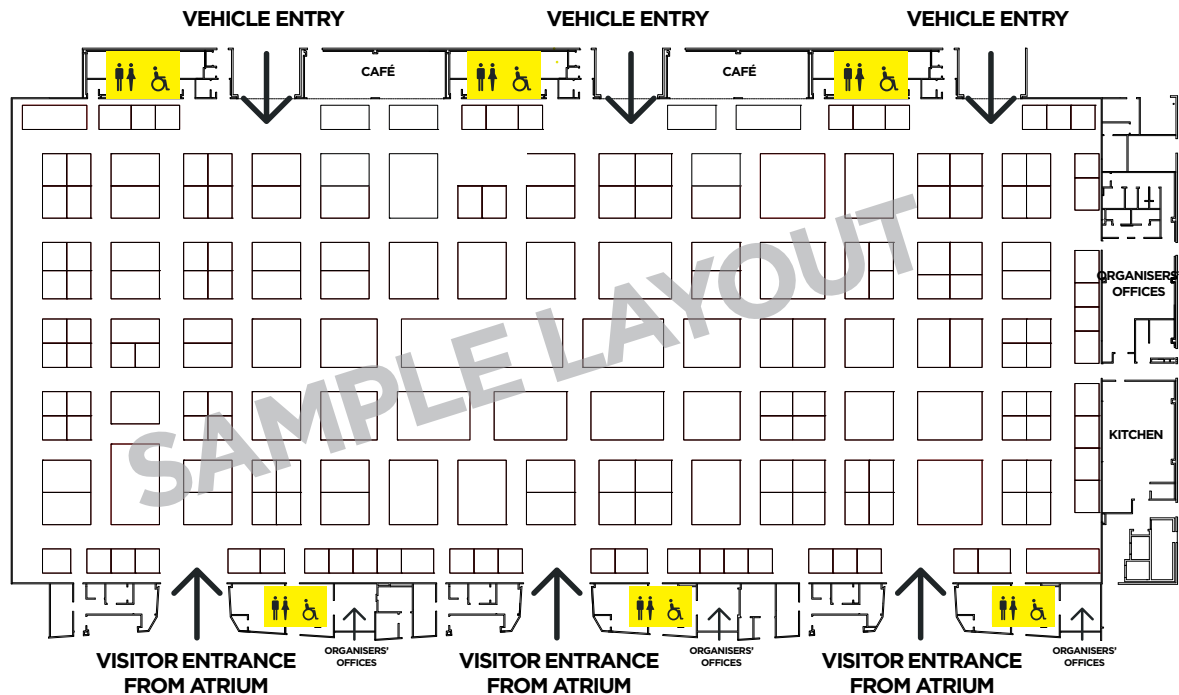 VEHICLE ENTRY
VEHICLE ENTRY
VEHICLE ENTRY
CAFÉ
CAFÉ
SAMPLE LAYOUT
ORGANISERS'
OFFICES
KITCHEN
VISITOR ENTRANCE
FROM ATRIUM
ORGANISERS'
OFFICES
VISITOR ENTRANCE
FROM ATRIUM
ORGANISERS'
OFFICES
VISITOR ENTRANCE
FROM ATRIUM
ORGANISERS'
OFFICES